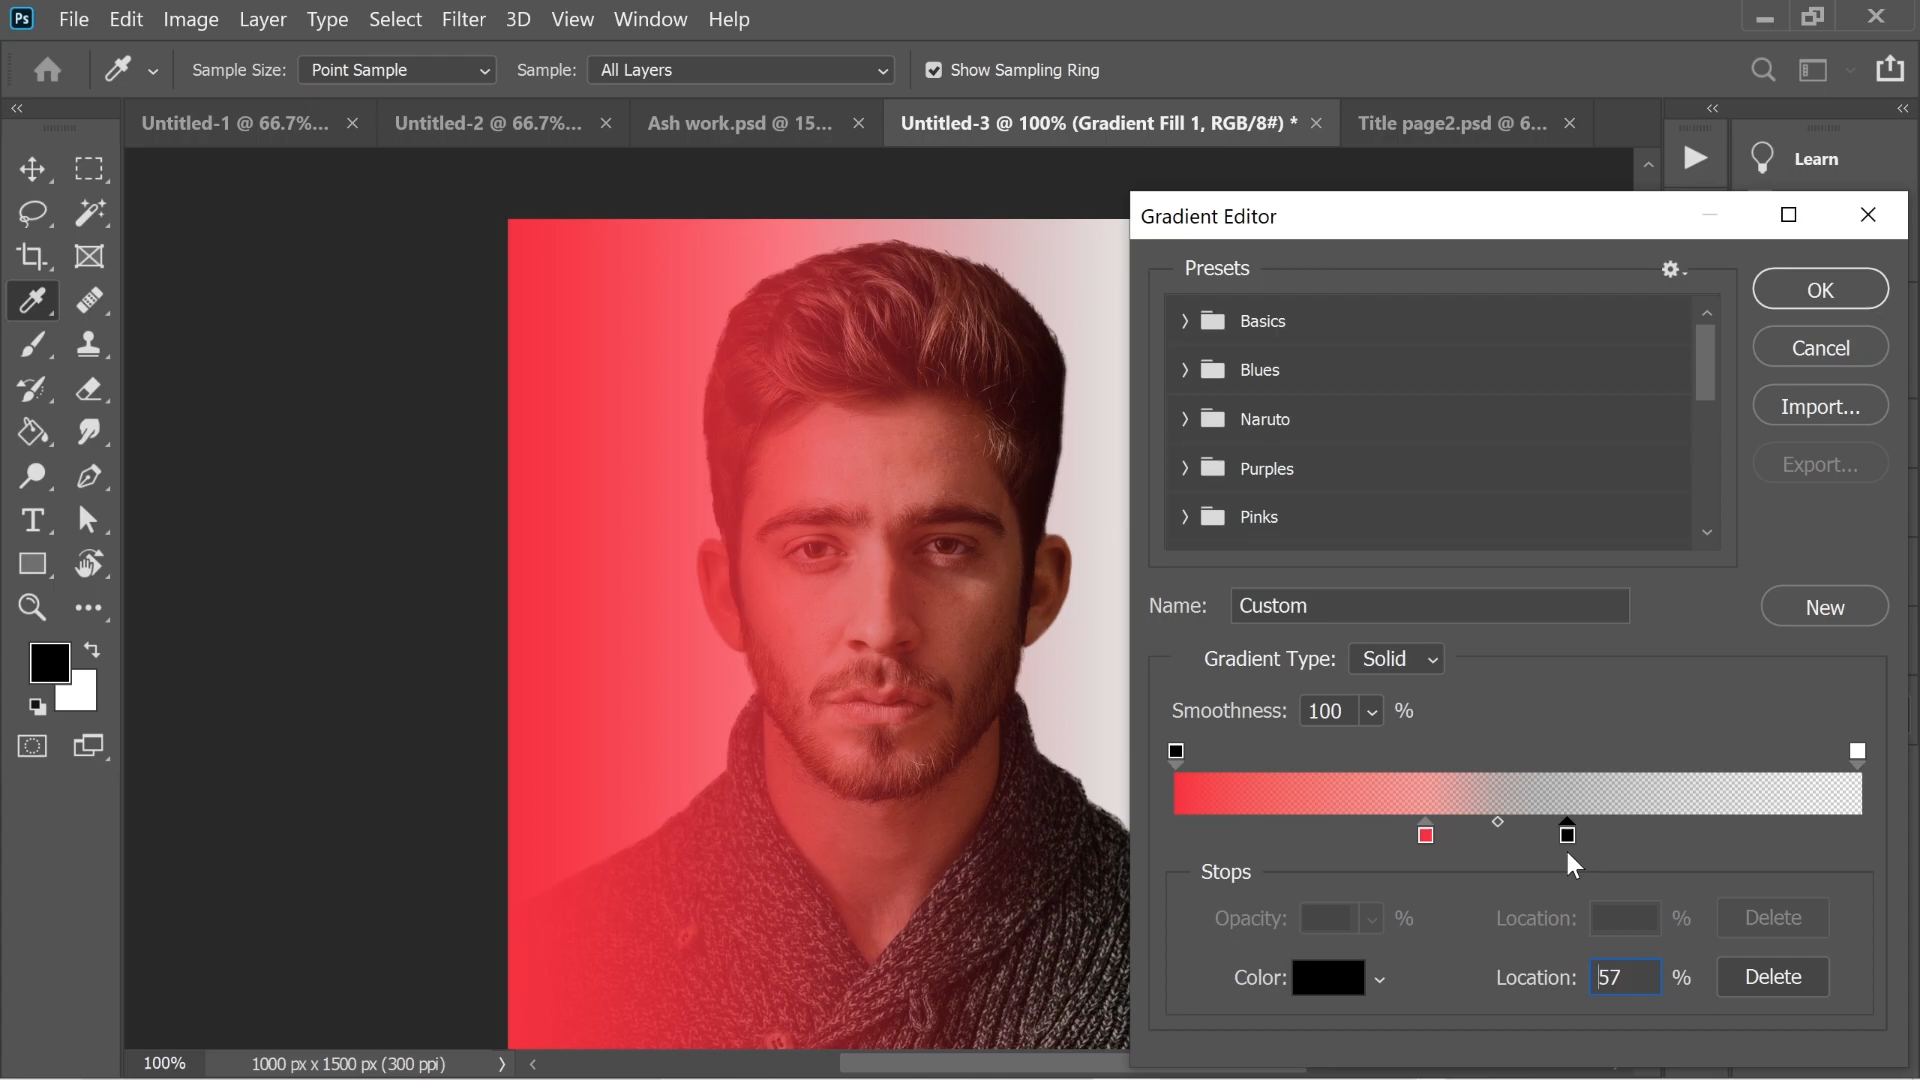 Ps File Edit Image Layer Type Select Filter 3D View Window Help
Sample Size: Point Sample Sample: All Layers Show Sampling Ring
Untitled-1 @ 66.7%... Untitled-2 @ 66.7%... Ash work.psd @ 15... Untitled-3 @ 100% (Gradient Fill 1, RGB/8#) * Title page2.psd @ 6...
Learn
Gradient Editor
Presets
Basics
Blues
Naruto
Purples
Pinks
OK
Cancel
Import...
Export...
Name: Custom
New
Gradient Type: Solid
Smoothness: 100 %
Stops
Opacity: % Location: % Delete
Color: Location: 57 % Delete
100% 1000 px x 1500 px (300 ppi)